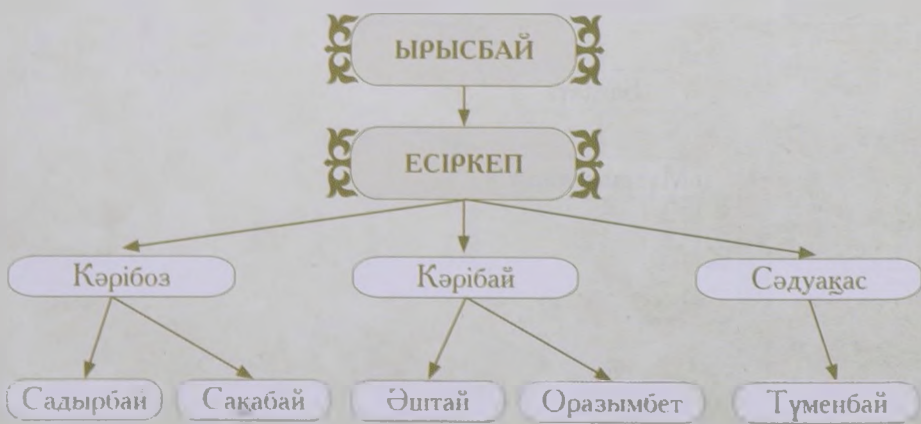 ЫРЫСБАЙ
ЕСІРКЕП
Кәрібоз Кәрібай Сәдуақас
Садырбай Сақабай Әштай Оразымбет Түменбай